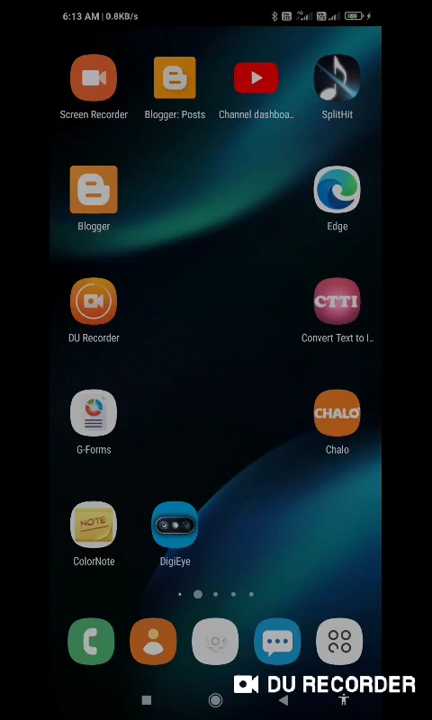 6:13 AM | 0.8KB/s
Screen Recorder
Blogger: Posts
Channel dashboa..
SplitHit
Blogger
Edge
DU Recorder
CTTI
Convert Text to I..
G-Forms
CHALO
Chalo
NOTE
ColorNote
DigiEye
DU RECORDER